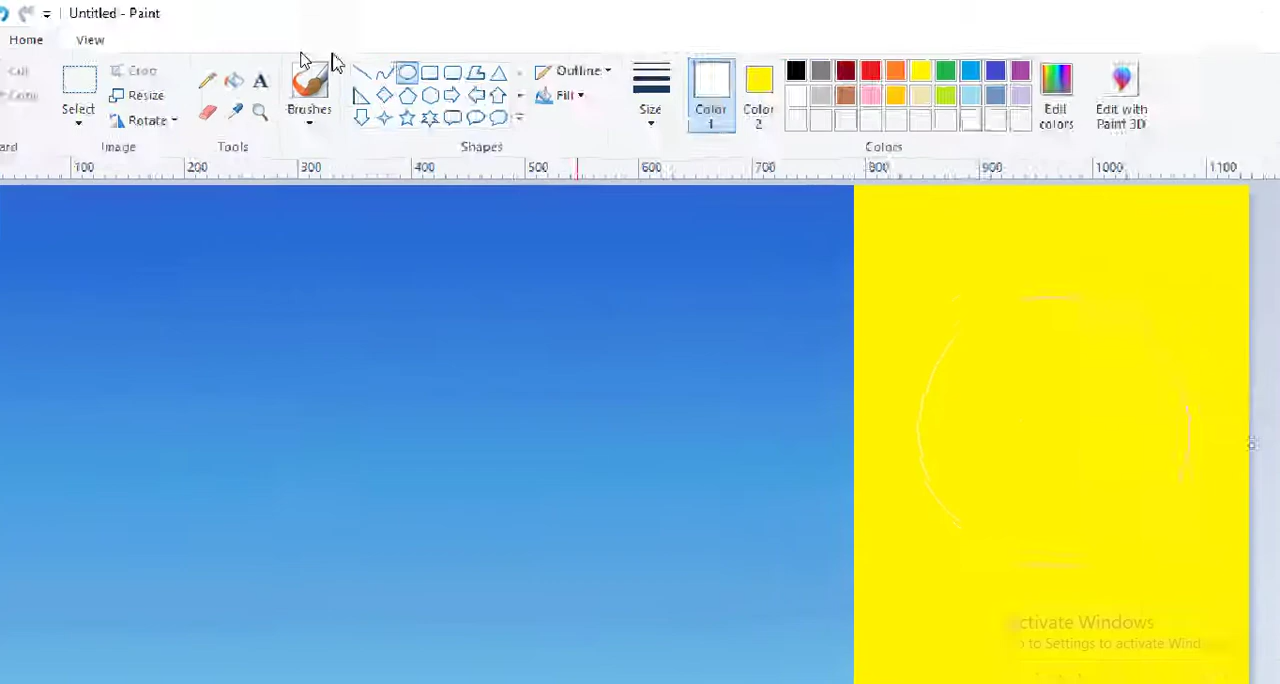 Untitled - Paint
Home View
Select
Crop
Resize
Rotate
Brushes
Outline
Fill
Size
Color 1
Color 2
Edit colors
Edit with Paint 3D
Image
Tools
Shapes
Colors
100 200 300 400 500 600 700 800 900 1000 1100
ctivate Windows
to Settings to activate Wind